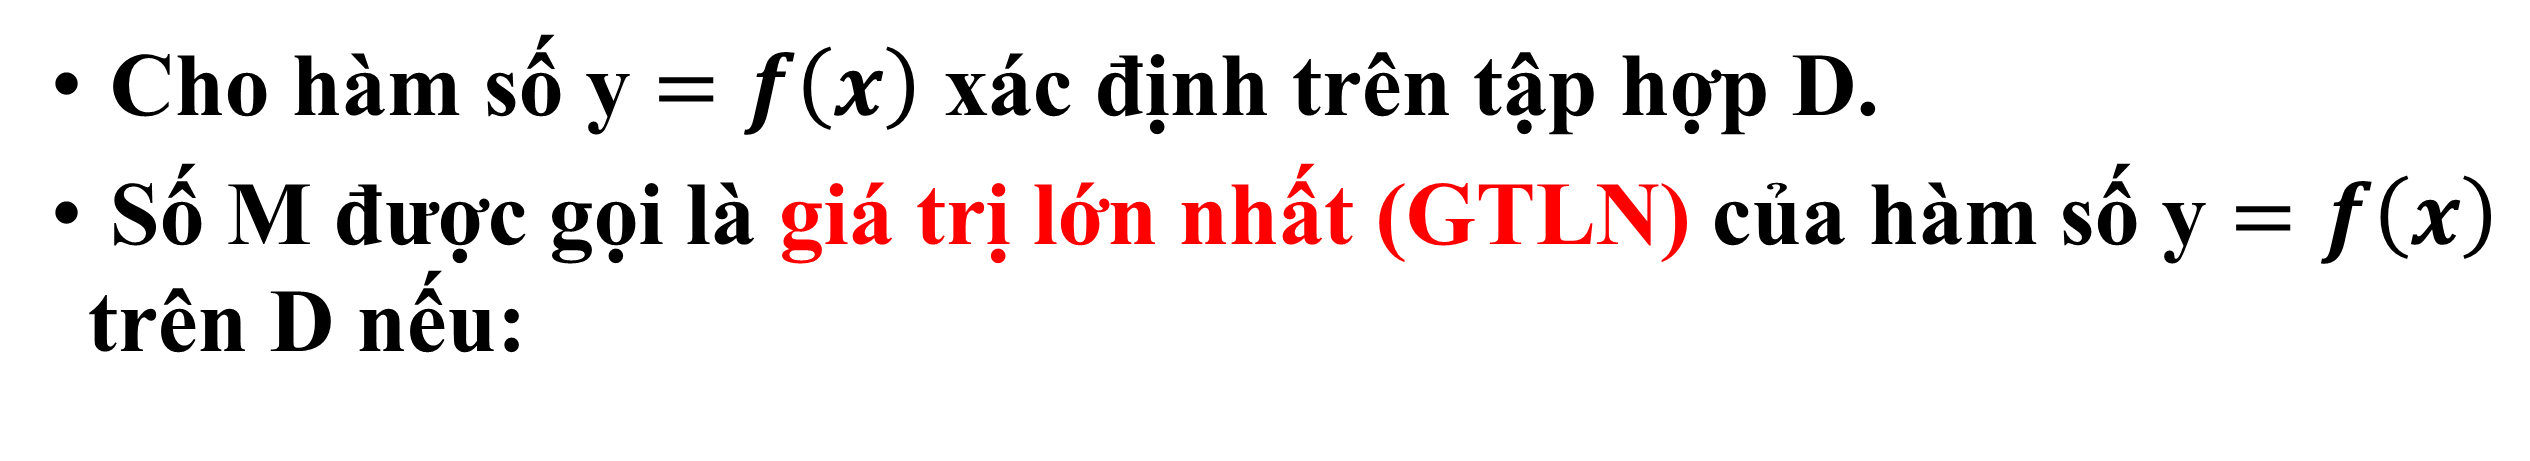 • Cho hàm số y = f(x) xác định trên tập hợp D.
• Số M được gọi là giá trị lớn nhất (GTLN) của hàm số y = f(x)
trên D nếu: